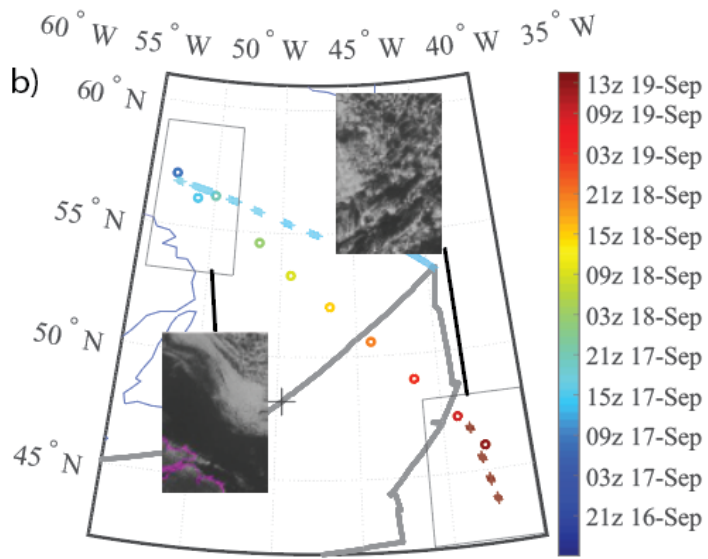 60 ° W 55 ° W 50 ° W 45 ° W 40 ° W 35 ° W
b)
60 ° N
55 ° N
50 ° N
45 ° N
13z 19-Sep
09z 19-Sep
03z 19-Sep
21z 18-Sep
15z 18-Sep
09z 18-Sep
03z 18-Sep
21z 17-Sep
15z 17-Sep
09z 17-Sep
03z 17-Sep
21z 16-Sep